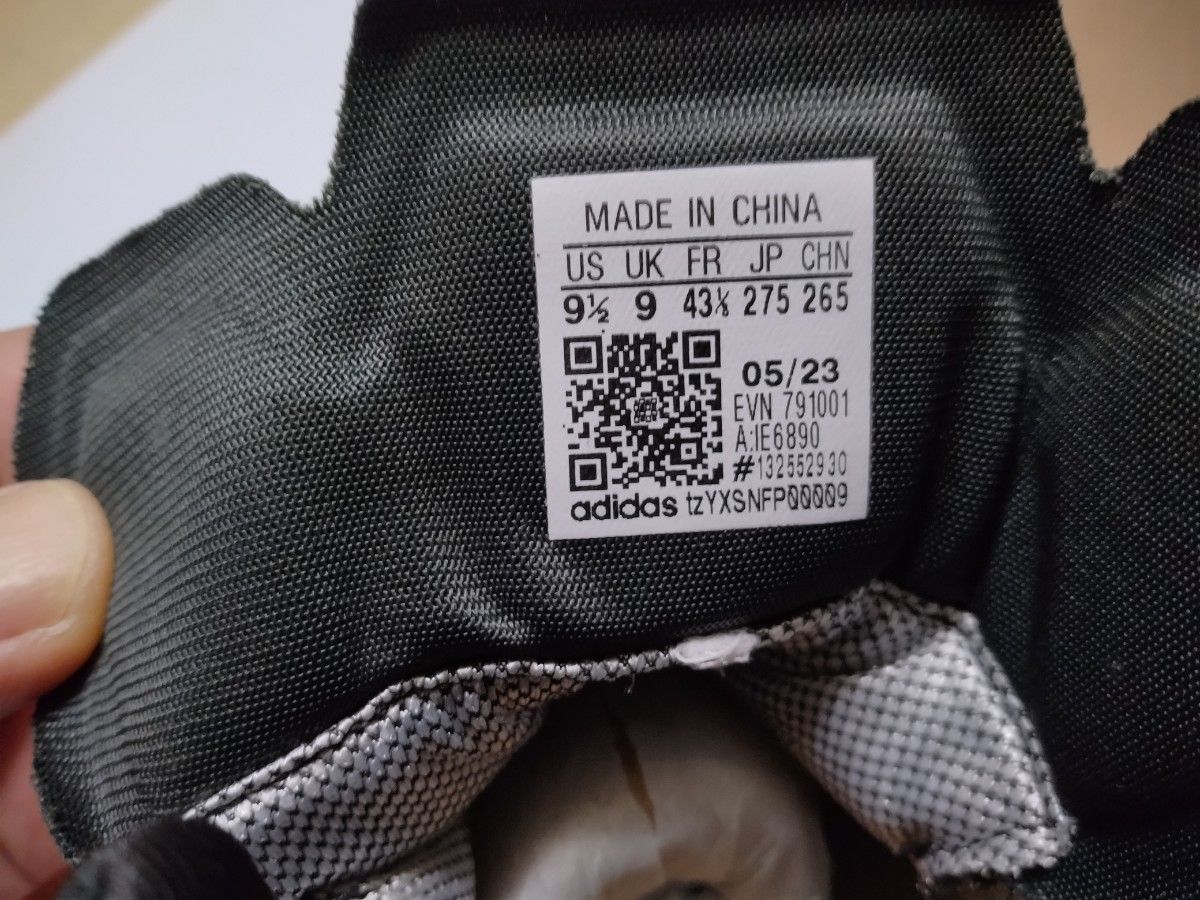 MADE IN CHINA
US UK FR JP CHN
9½ 9 43⅓ 275 265
05/23
EVN 791001
A:IE6890
#132552930
adidas tzYXSNFPQ0009